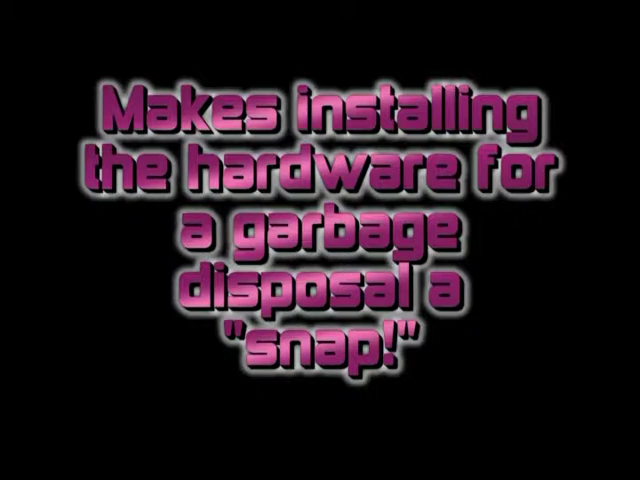 Makes installing
the hardware for
a garbage
disposal a
"snap!"